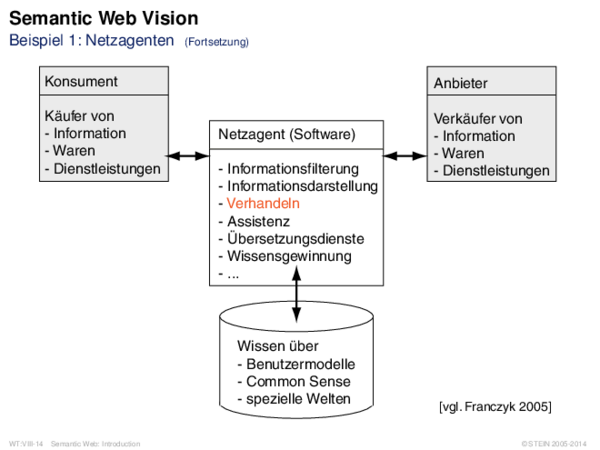 Semantic Web Vision
Beispiel 1: Netzagenten (Fortsetzung)
Konsument
Käufer von
- Information
- Waren
- Dienstleistungen
Netzagent (Software)
- Informationsfilterung
- Informationsdarstellung
- Verhandeln
- Assistenz
- Übersetzungsdienste
- Wissensgewinnung
- ...
Anbieter
Verkäufer von
- Information
- Waren
- Dienstleistungen
Wissen über
- Benutzermodelle
- Common Sense
- spezielle Welten
[vgl. Franczyk 2005]
WT:VIII-14 Semantic Web: Introduction
© STEIN 2005-2014